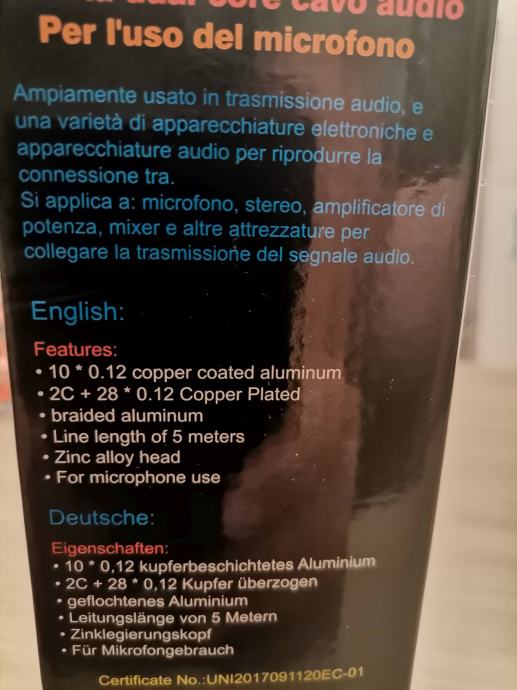 dual core cavo audio
Per l'uso del microfono
Ampiamente usato in trasmissione audio, e
una varietà di apparecchiature elettroniche e
apparecchiature audio per riprodurre la
connessione tra.
Si applica a: microfono, stereo, amplificatore di
potenza, mixer e altre attrezzature per
collegare la trasmissione del segnale audio.
English:
Features:
• 10 * 0.12 copper coated aluminum
• 2C + 28 * 0.12 Copper Plated
• braided aluminum
• Line length of 5 meters
• Zinc alloy head
• For microphone use
Deutsche:
Eigenschaften:
• 10 * 0,12 kupferbeschichtetes Aluminium
• 2C + 28 * 0,12 Kupfer überzogen
• geflochtenes Aluminium
• Leitungslänge von 5 Metern
• Zinklegierungskopf
• Für Mikrofongebrauch
Certificate No.:UNI2017091120EC-01